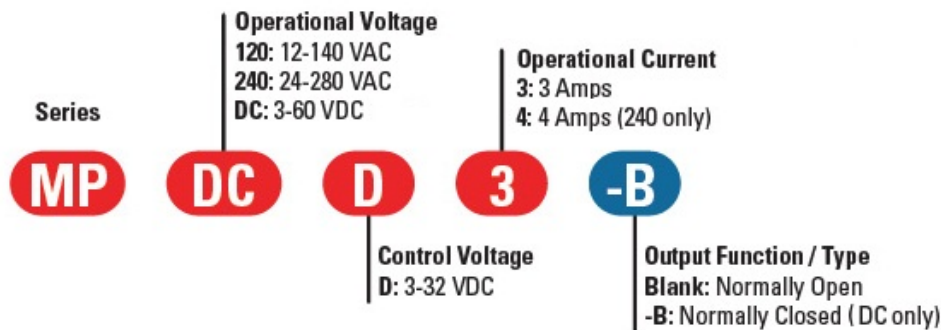 Operational Voltage
120: 12-140 VAC
240: 24-280 VAC
DC: 3-60 VDC
Operational Current
3: 3 Amps
4: 4 Amps (240 only)
Series
MP DC D 3 -B
Control Voltage
D: 3-32 VDC
Output Function / Type
Blank: Normally Open
-B: Normally Closed (DC only)